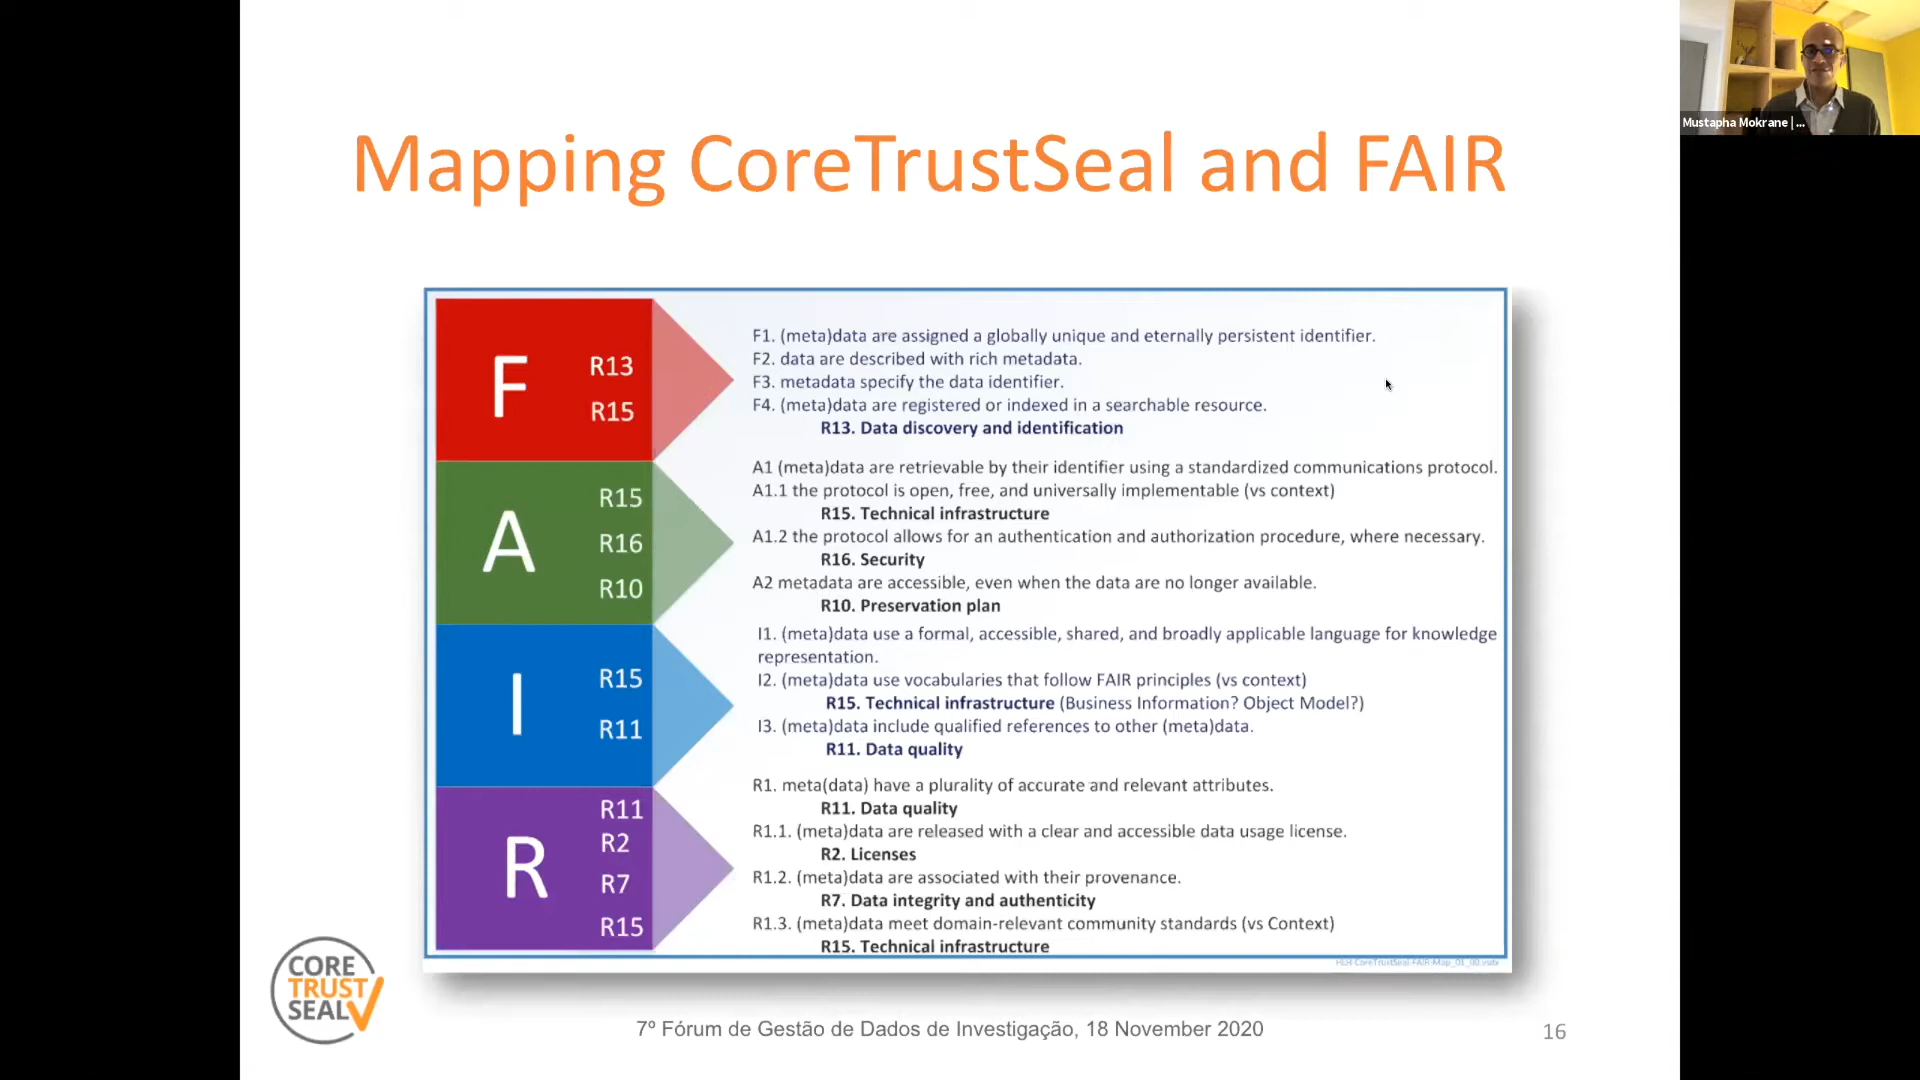 Mustapha Mokrane | ...
Mapping CoreTrustSeal and FAIR
F
R13
R15
F1. (meta)data are assigned a globally unique and eternally persistent identifier.
F2. data are described with rich metadata.
F3. metadata specify the data identifier.
F4. (meta)data are registered or indexed in a searchable resource.
R13. Data discovery and identification
A
R15
R16
R10
A1 (meta)data are retrievable by their identifier using a standardized communications protocol.
A1.1 the protocol is open, free, and universally implementable (vs context)
R15. Technical infrastructure
A1.2 the protocol allows for an authentication and authorization procedure, where necessary.
R16. Security
A2 metadata are accessible, even when the data are no longer available.
R10. Preservation plan
I
R15
R11
I1. (meta)data use a formal, accessible, shared, and broadly applicable language for knowledge
representation.
I2. (meta)data use vocabularies that follow FAIR principles (vs context)
R15. Technical infrastructure (Business Information? Object Model?)
I3. (meta)data include qualified references to other (meta)data.
R11. Data quality
R
R11
R2
R7
R15
R1. meta(data) have a plurality of accurate and relevant attributes.
R11. Data quality
R1.1. (meta)data are released with a clear and accessible data usage license.
R2. Licenses
R1.2. (meta)data are associated with their provenance.
R7. Data integrity and authenticity
R1.3. (meta)data meet domain-relevant community standards (vs Context)
R15. Technical infrastructure
CORE
TRUST
SEAL
7º Fórum de Gestão de Dados de Investigação, 18 November 2020
16